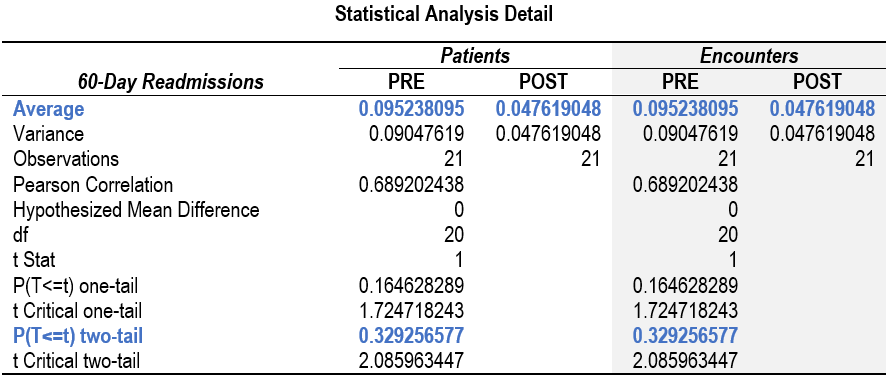 Statistical Analysis Detail
Patients Encounters
60-Day Readmissions PRE POST PRE POST
Average 0.095238095 0.047619048 0.095238095 0.047619048
Variance 0.09047619 0.047619048 0.09047619 0.047619048
Observations 21 21 21 21
Pearson Correlation 0.689202438 0.689202438
Hypothesized Mean Difference 0 0
df 20 20
t Stat 1 1
P(T<=t) one-tail 0.164628289 0.164628289
t Critical one-tail 1.724718243 1.724718243
P(T<=t) two-tail 0.329256577 0.329256577
t Critical two-tail 2.085963447 2.085963447